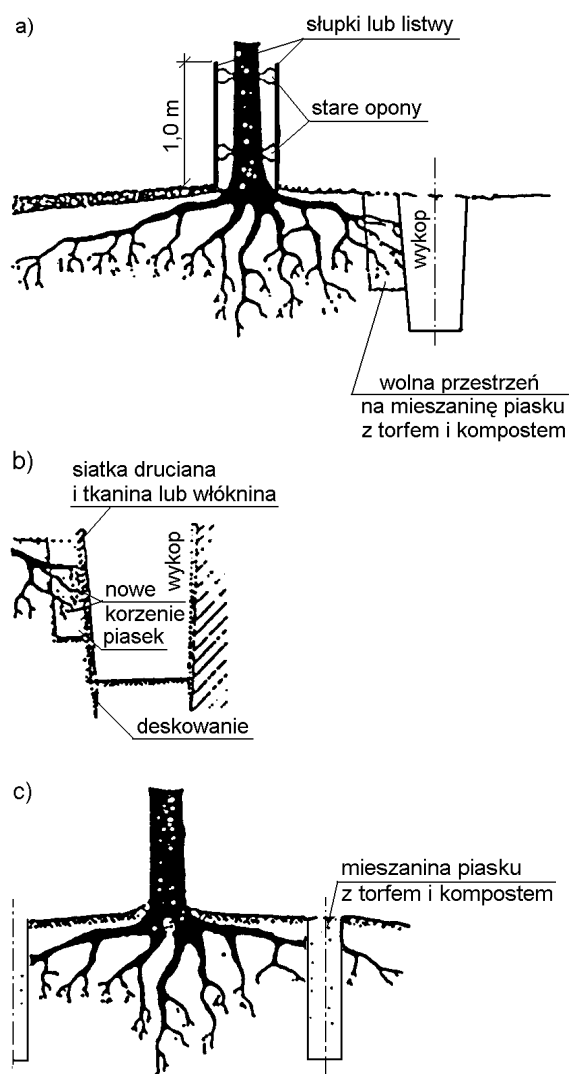 a)
słupki lub listwy
stare opony
1,0 m
wykop
wolna przestrzeń
na mieszaninę piasku
z torfem i kompostem
b)
siatka druciana
i tkanina lub włóknina
wykop
nowe
korzenie
piasek
deskowanie
c)
mieszanina piasku
z torfem i kompostem